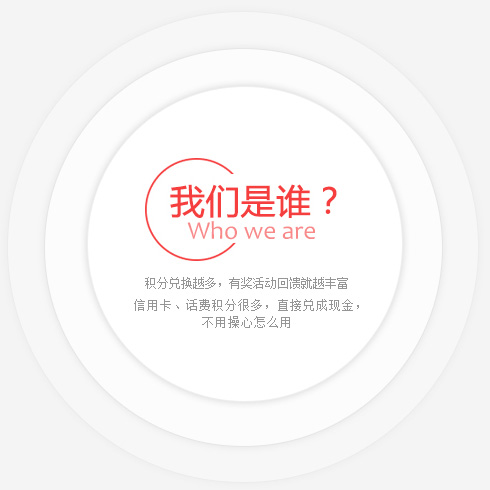 我们是谁？
Who we are
积分兑换越多，有奖活动回馈就越丰富
信用卡、话费积分很多，直接兑成现金，
不用操心怎么用